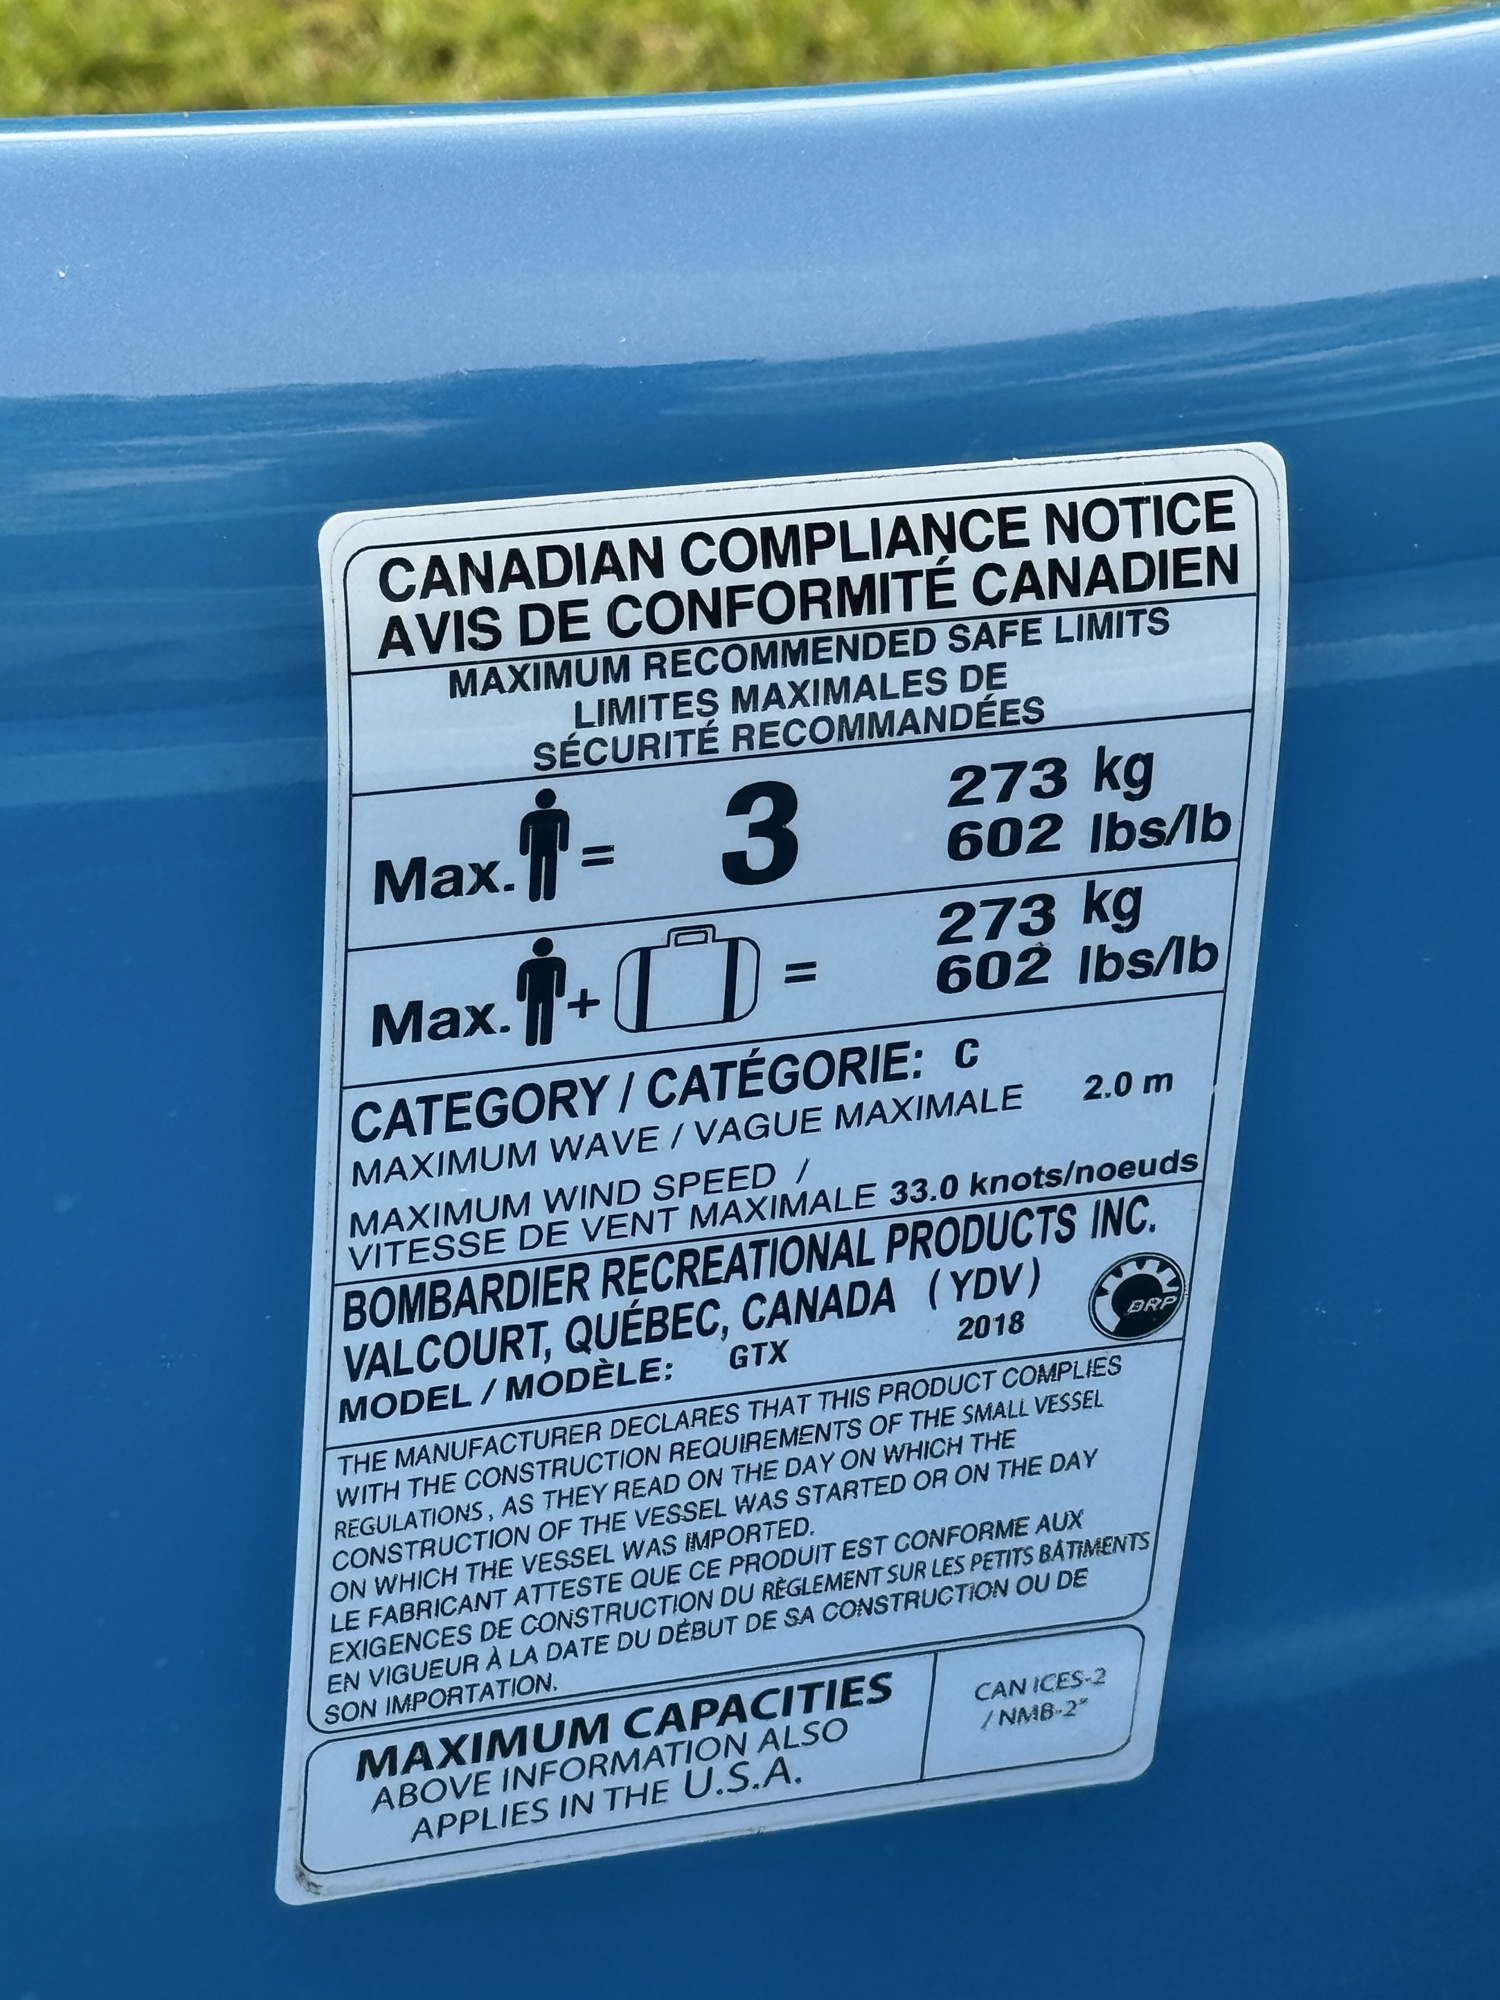 CANADIAN COMPLIANCE NOTICE
AVIS DE CONFORMITÉ CANADIEN
MAXIMUM RECOMMENDED SAFE LIMITS
LIMITES MAXIMALES DE
SÉCURITÉ RECOMMANDÉES
Max. = 3 273 kg
602 lbs/lb
Max. + = 273 kg
602 lbs/lb
CATEGORY / CATÉGORIE: C
MAXIMUM WAVE / VAGUE MAXIMALE 2.0 m
MAXIMUM WIND SPEED /
VITESSE DE VENT MAXIMALE 33.0 knots/noeuds
BOMBARDIER RECREATIONAL PRODUCTS INC.
VALCOURT, QUÉBEC, CANADA (YDV)
MODEL / MODÈLE: GTX 2018
BRP
THE MANUFACTURER DECLARES THAT THIS PRODUCT COMPLIES
WITH THE CONSTRUCTION REQUIREMENTS OF THE SMALL VESSEL
REGULATIONS, AS THEY READ ON THE DAY ON WHICH THE
CONSTRUCTION OF THE VESSEL WAS STARTED OR ON THE DAY
ON WHICH THE VESSEL WAS IMPORTED.
LE FABRICANT ATTESTE QUE CE PRODUIT EST CONFORME AUX
EXIGENCES DE CONSTRUCTION DU RÈGLEMENT SUR LES PETITS BÂTIMENTS
EN VIGUEUR À LA DATE DU DÉBUT DE SA CONSTRUCTION OU DE
SON IMPORTATION.
MAXIMUM CAPACITIES
ABOVE INFORMATION ALSO
APPLIES IN THE U.S.A.
CAN ICES-2
/ NMB-2"